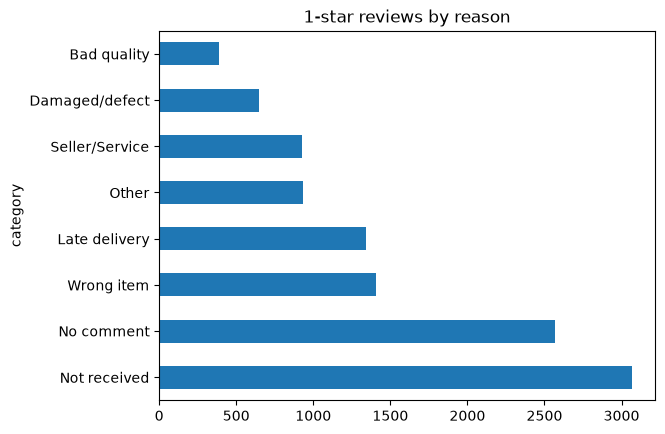 1-star reviews by reason
category
Bad quality
Damaged/defect
Seller/Service
Other
Late delivery
Wrong item
No comment
Not received
0 500 1000 1500 2000 2500 3000